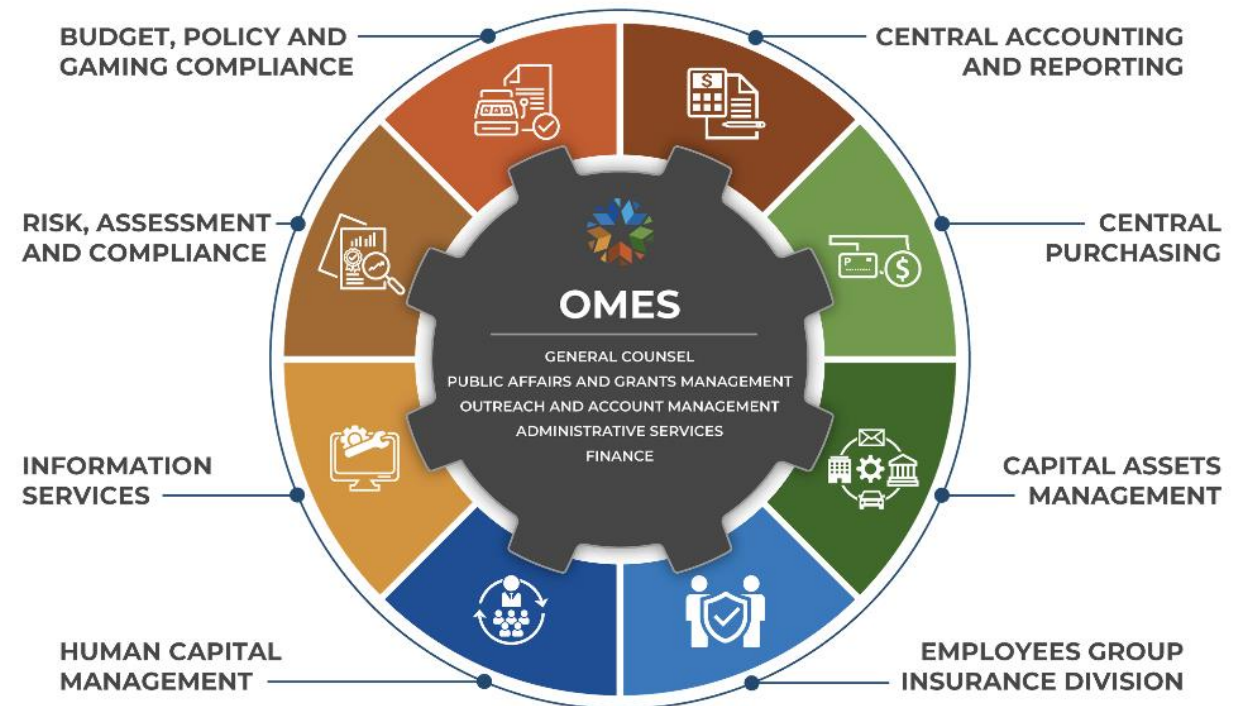 BUDGET, POLICY AND
GAMING COMPLIANCE
CENTRAL ACCOUNTING
AND REPORTING
RISK, ASSESSMENT
AND COMPLIANCE
CENTRAL
PURCHASING
$
P
$
OMES
GENERAL COUNSEL
PUBLIC AFFAIRS AND GRANTS MANAGEMENT
OUTREACH AND ACCOUNT MANAGEMENT
ADMINISTRATIVE SERVICES
FINANCE
INFORMATION
SERVICES
CAPITAL ASSETS
MANAGEMENT
HUMAN CAPITAL
MANAGEMENT
EMPLOYEES GROUP
INSURANCE DIVISION